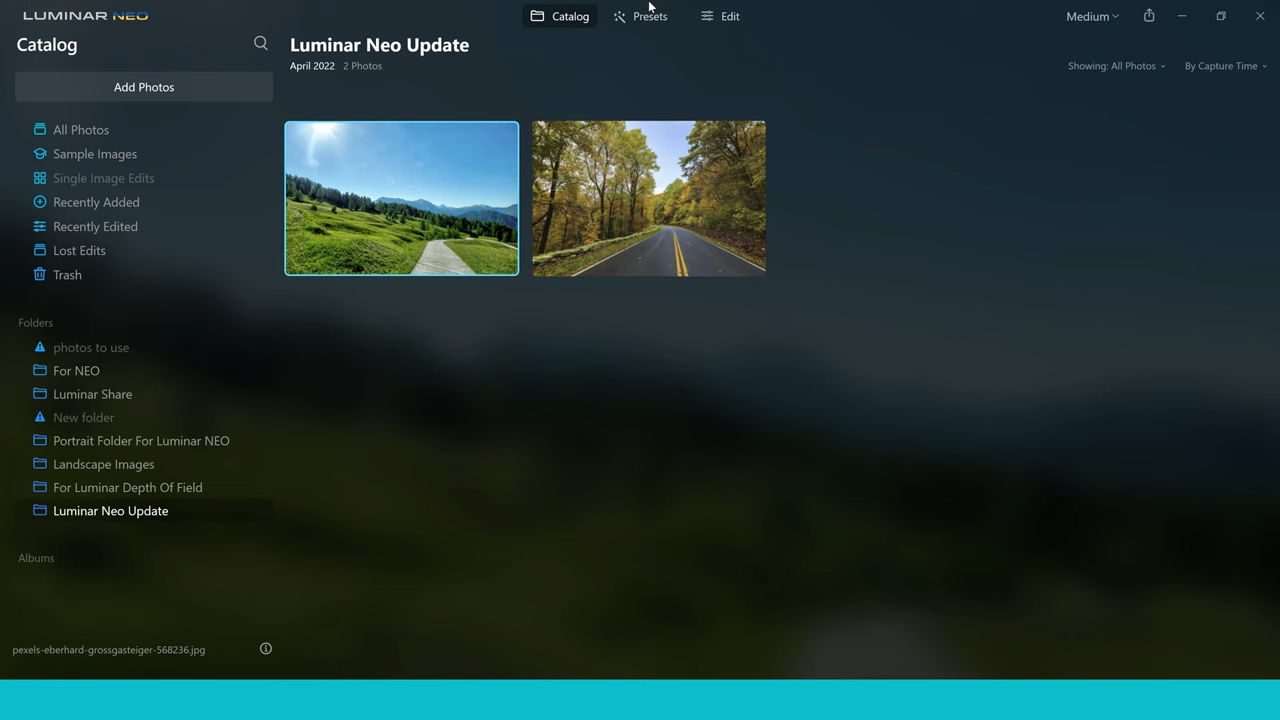 LUMINAR NEO
Catalog
Presets
Edit
Medium
Catalog
Luminar Neo Update
April 2022 2 Photos
Showing: All Photos
By Capture Time
Add Photos
All Photos
Sample Images
Single Image Edits
Recently Added
Recently Edited
Lost Edits
Trash
Folders
photos to use
For NEO
Luminar Share
New folder
Portrait Folder For Luminar NEO
Landscape Images
For Luminar Depth Of Field
Luminar Neo Update
Albums
pexels-eberhard-grossgasteiger-568236.jpg